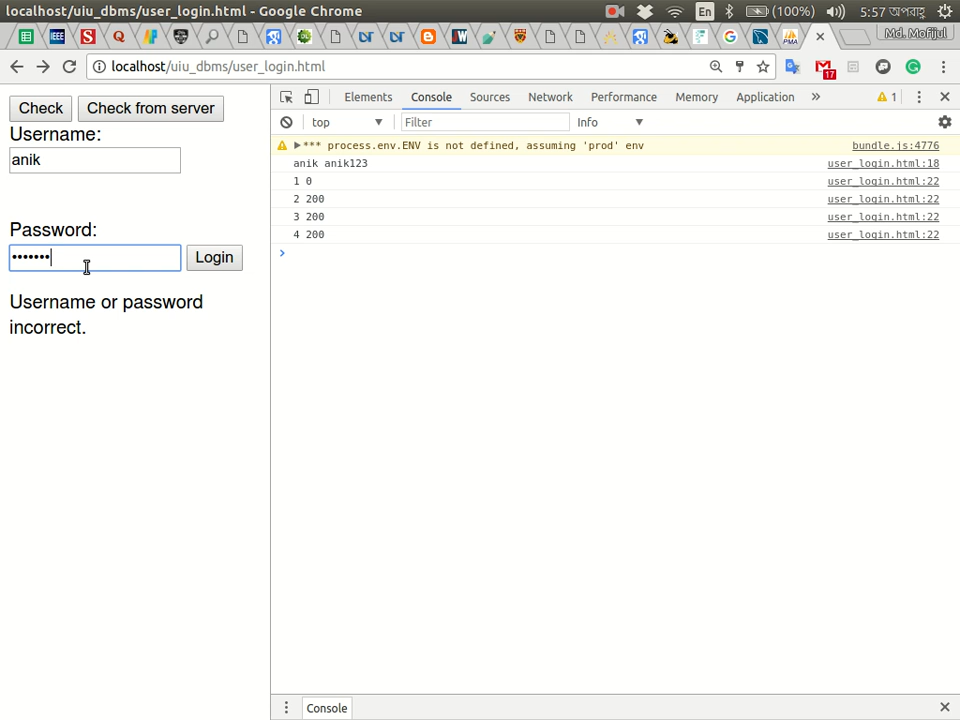 localhost/uiu_dbms/user_login.html - Google Chrome
En
(100%)
5:57 অপরাহ্ণ
Md. Mofijul
localhost/uiu_dbms/user_login.html
17
Check
Check from server
Username:
anik
Password:
•••••••
Login
Username or password
incorrect.
Elements
Console
Sources
Network
Performance
Memory
Application
»
1
top
Filter
Info
*** process.env.ENV is not defined, assuming 'prod' env
bundle.js:4776
anik anik123
user_login.html:18
1 0
user_login.html:22
2 200
user_login.html:22
3 200
user_login.html:22
4 200
user_login.html:22
Console